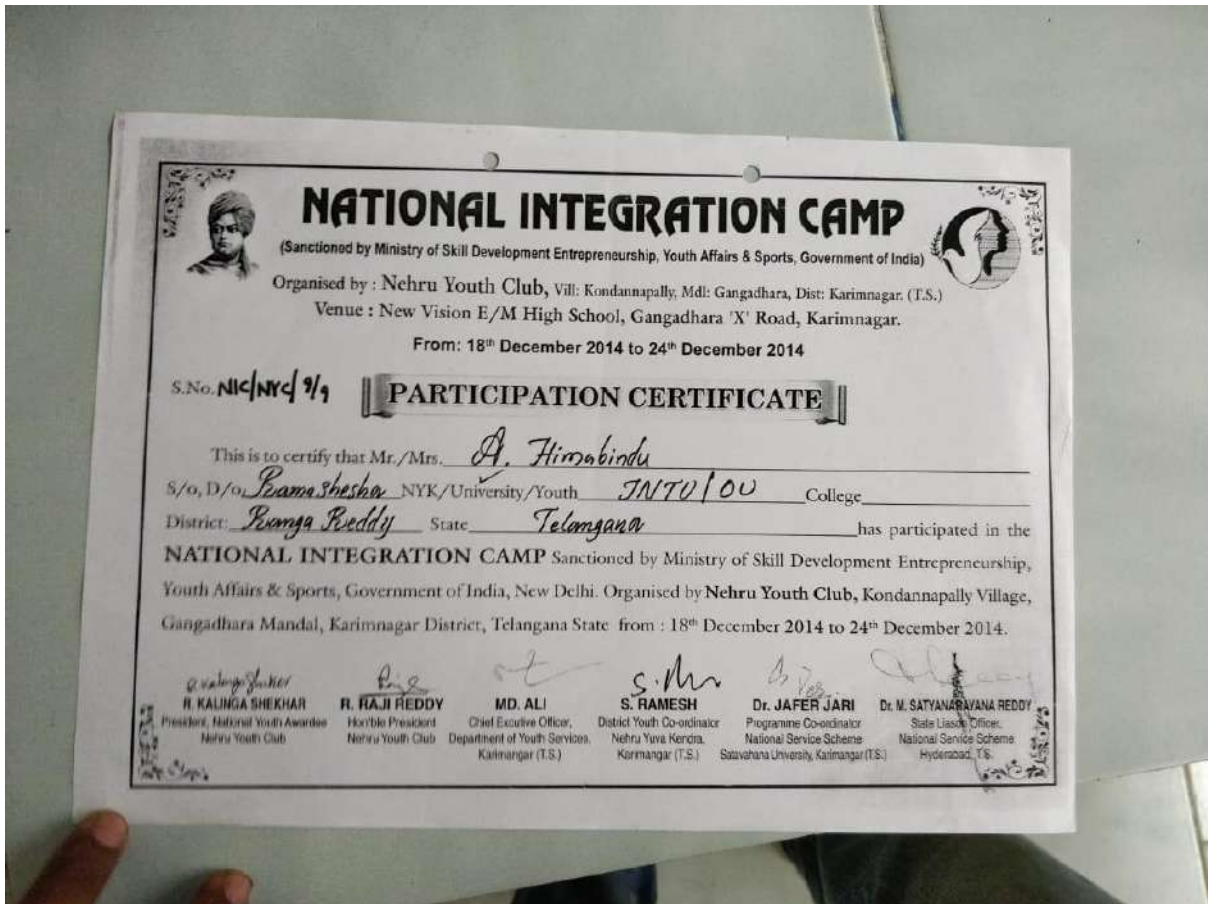 NATIONAL INTEGRATION CAMP
(Sanctioned by Ministry of Skill Development Entrepreneurship, Youth Affairs & Sports, Government of India)
Organised by : Nehru Youth Club, Vill: Kondannapally, Mdl: Gangadhara, Dist: Karimnagar. (T.S.)
Venue : New Vision E/M High School, Gangadhara 'X' Road, Karimnagar.
From: 18th December 2014 to 24th December 2014
S.No. NIC/NYC/ 9/9
PARTICIPATION CERTIFICATE
This is to certify that Mr./Mrs. A. Himabindu
S/o, D/o, Rama Shesha NYK/University/Youth JNTU/OU College
District: Ranga Reddy State Telangana has participated in the
NATIONAL INTEGRATION CAMP Sanctioned by Ministry of Skill Development Entrepreneurship,
Youth Affairs & Sports, Government of India, New Delhi. Organised by Nehru Youth Club, Kondannapally Village,
Gangadhara Mandal, Karimnagar District, Telangana State from : 18th December 2014 to 24th December 2014.
S. R. KALINGA SHEKHAR R. RAJI REDDY MD. ALI S. RAMESH Dr. JAFER JARI Dr. M. SATYANARAYANA REDDY
President, National Youth Awardee Hon'ble President Chief Excutive Officer, District Youth Co-ordinator Programme Co-ordinator State Liason Officer,
Nehru Youth Club Nehru Youth Club Department of Youth Services, Nehru Yuva Kendra, National Service Scheme National Service Scheme
Karimangar (T.S.) Karimangar (T.S.) Satavahana University, Karimangar (T.S.) Hyderabad, T.S.